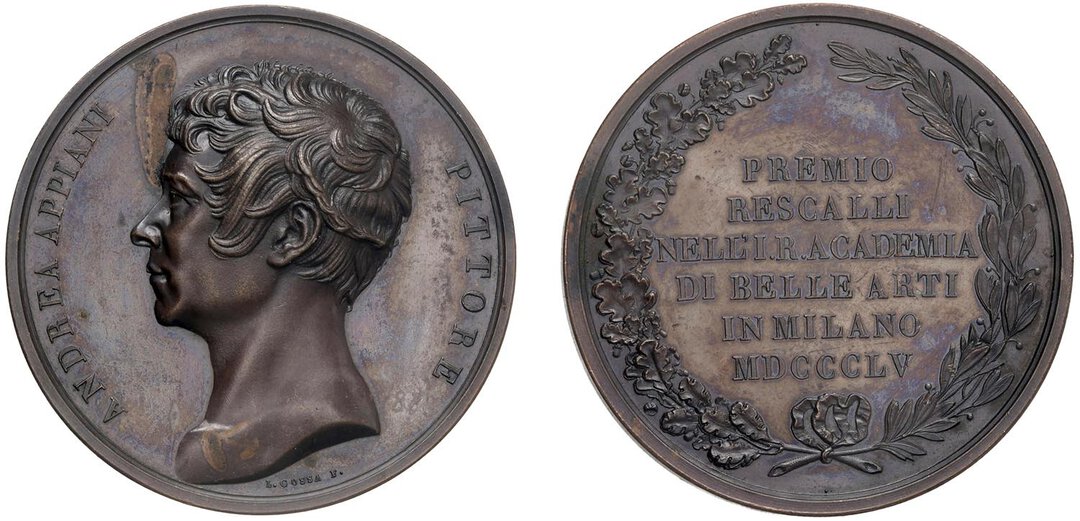 ANDREA APPIANI
PITTORE
L. COSSA F.
PREMIO
RESCALLI
NELL'I.R.ACADEMIA
DI BELLE ARTI
IN MILANO
MDCCCLV